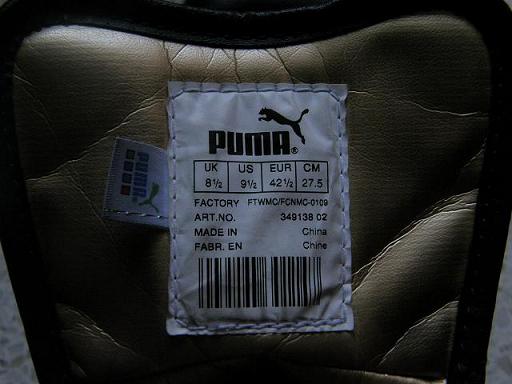 PUMA®
UK US EUR CM
8½ 9½ 42½ 27.5
FACTORY FTWMC/FCNMC-0109
ART.NO. 349138 02
MADE IN China
FABR. EN Chine